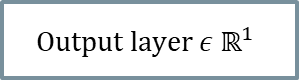 Output layer ϵ ℝ¹